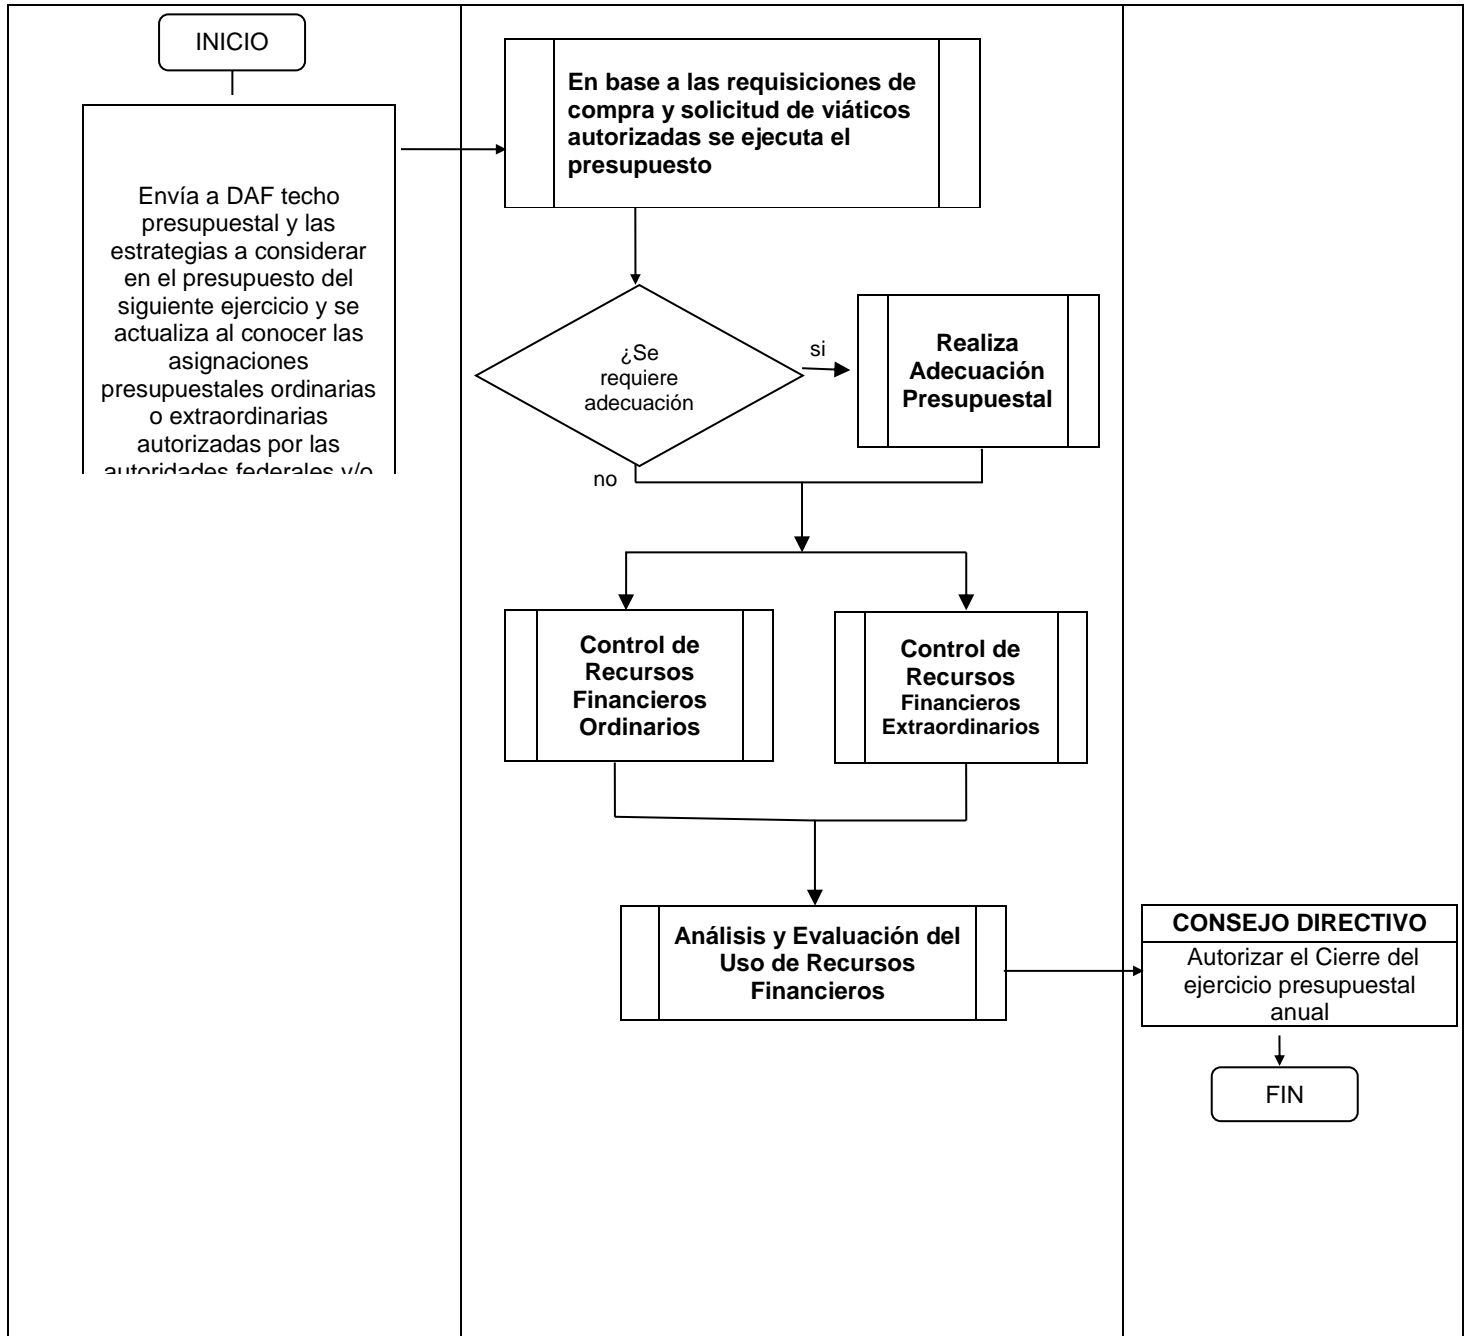 INICIO
Envía a DAF techo
presupuestal y las
estrategias a considerar
en el presupuesto del
siguiente ejercicio y se
actualiza al conocer las
asignaciones
presupuestales ordinarias
o extraordinarias
autorizadas por las
autoridades federales y/o
En base a las requisiciones de
compra y solicitud de viáticos
autorizadas se ejecuta el
presupuesto
¿Se
requiere
adecuación
si
Realiza
Adecuación
Presupuestal
no
Control de
Recursos
Financieros
Ordinarios
Control de
Recursos
Financieros
Extraordinarios
Análisis y Evaluación del
Uso de Recursos
Financieros
CONSEJO DIRECTIVO
Autorizar el Cierre del
ejercicio presupuestal
anual
FIN